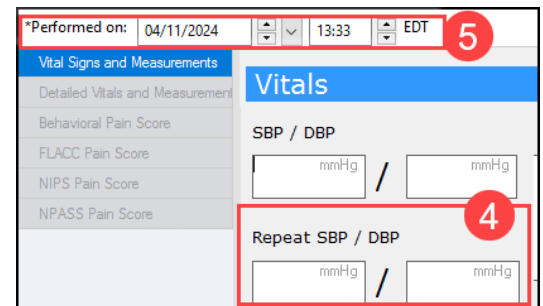 *Performed on: 04/11/2024 13:33 EDT 5
Vital Signs and Measurements
Detailed Vitals and Measurement
Behavioral Pain Score
FLACC Pain Score
NIPS Pain Score
NPASS Pain Score
Vitals
SBP / DBP
mmHg / mmHg
4
Repeat SBP / DBP
mmHg / mmHg